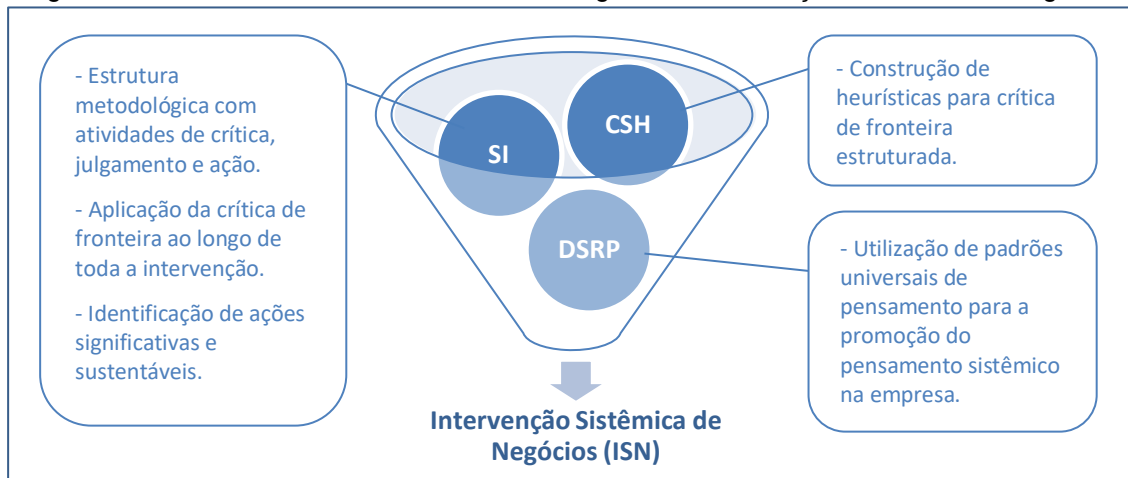 - Estrutura
metodológica com
atividades de crítica,
julgamento e ação.
- Aplicação da crítica de
fronteira ao longo de
toda a intervenção.
- Identificação de ações
significativas e
sustentáveis.
SI
CSH
DSRP
- Construção de
heurísticas para crítica
de fronteira
estruturada.
- Utilização de padrões
universais de
pensamento para a
promoção do
pensamento sistêmico
na empresa.
Intervenção Sistêmica de
Negócios (ISN)